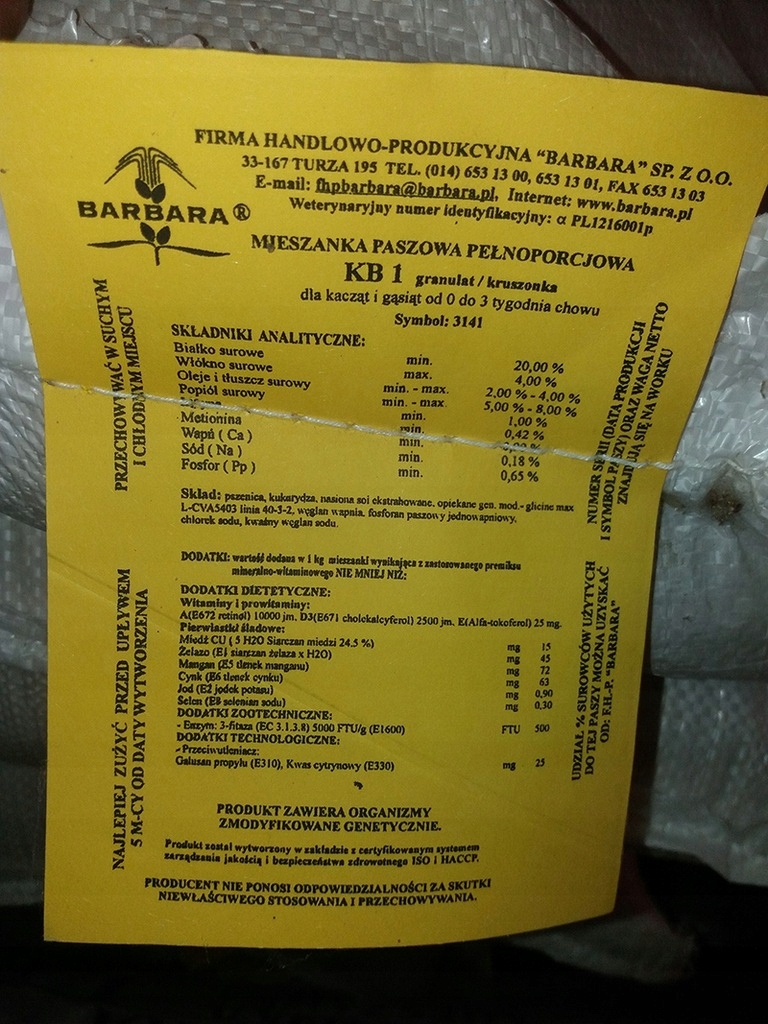 FIRMA HANDLOWO-PRODUKCYJNA "BARBARA" SP. Z O.O.
33-167 TURZA 195 TEL. (014) 653 13 00, 653 13 01, FAX 653 13 03
E-mail: fhpbarbara@barbara.pl, Internet: www.barbara.pl
Weterynaryjny numer identyfikacyjny: α PL1216001p
BARBARA ®
MIESZANKA PASZOWA PEŁNOPORCJOWA
KB 1 granulat / kruszonka
dla kacząt i gąsiąt od 0 do 3 tygodnia chowu
Symbol: 3141
SKŁADNIKI ANALITYCZNE:
Białko surowe min. 20,00 %
Włókno surowe max. 4,00 %
Oleje i tłuszcz surowy min. - max. 2,00 % - 4,00 %
Popiół surowy min. - max. 5,00 % - 8,00 %
min. 1,00 %
Metionina min. 0,42 %
Wapń ( Ca ) min.
Sód ( Na ) min. 0,18 %
Fosfor ( Pp ) min. 0,65 %
Skład: pszenica, kukurydza, nasiona soi ekstrahowane, opiekane gen. mod.- glicine max
L-CVA5403 linia 40-3-2, węglan wapnia, fosforan paszowy jednowapniowy,
chlorek sodu, kwaśny węglan sodu.
DODATKI: wartość dodana w 1 kg mieszanki wynikająca z zastosowanego premiksu
mineralno-witaminowego NIE MNIEJ NIŻ:
DODATKI DIETETYCZNE:
Witaminy i prowitaminy:
A(E672 retinol) 10000 jm. D3(E671 cholekalcyferol) 2500 jm. E(Alfa-tokoferol) 25 mg.
Pierwiastki śladowe:
Miedź CU ( 5 H2O Siarczan miedzi 24,5 %) mg 15
Żelazo (E1 siarczan żelaza x H2O) mg 45
Mangan (E5 tlenek manganu) mg 72
Cynk (E6 tlenek cynku) mg 63
Jod (E2 jodek potasu) mg 0,90
Selen (E8 selenian sodu) mg 0,30
DODATKI ZOOTECHNICZNE:
- Enzym: 3-fitaza (EC 3.1.3.8) 5000 FTU/g (E1600) FTU 500
DODATKI TECHNOLOGICZNE:
- Przeciwutleniacz:
Galusan propylu (E310), Kwas cytrynowy (E330) mg 25
PRODUKT ZAWIERA ORGANIZMY
ZMODYFIKOWANE GENETYCZNIE.
Produkt został wytworzony w zakładzie z certyfikowanym systemem
zarządzania jakością i bezpieczeństwa zdrowotnego ISO i HACCP.
PRODUCENT NIE PONOSI ODPOWIEDZIALNOŚCI ZA SKUTKI
NIEWŁAŚCIWEGO STOSOWANIA I PRZECHOWYWANIA.
PRZECHOWYWAĆ W SUCHYM
I CHŁODNYM MIEJSCU
NAJLEPIEJ ZUŻYĆ PRZED UPŁYWEM
5 M-CY OD DATY WYTWORZENIA
NUMER SERII (DATA PRODUKCJI
I SYMBOL PASZY) ORAZ WAGA NETTO
ZNAJDUJĄ SIĘ NA WORKU
UDZIAŁ % SUROWCÓW UŻYTYCH
DO TEJ PASZY MOŻNA UZYSKAĆ
OD: F.H.-P. "BARBARA"